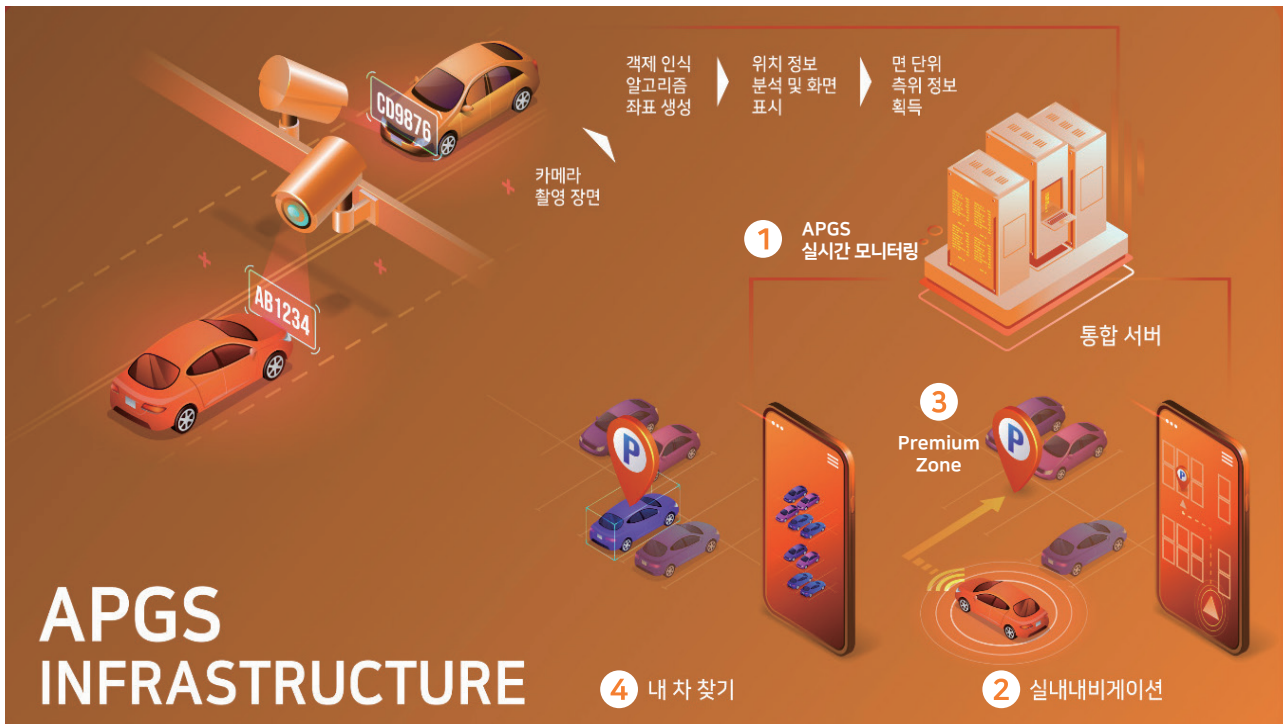 CD9876
객체 인식
알고리즘
좌표 생성
위치 정보
분석 및 화면
표시
면 단위
측위 정보
획득
카메라
촬영 장면
AB1234
1
APGS
실시간 모니터링
통합 서버
3
Premium
Zone
P
P
P
APGS
INFRASTRUCTURE
4 내 차 찾기
2 실내내비게이션